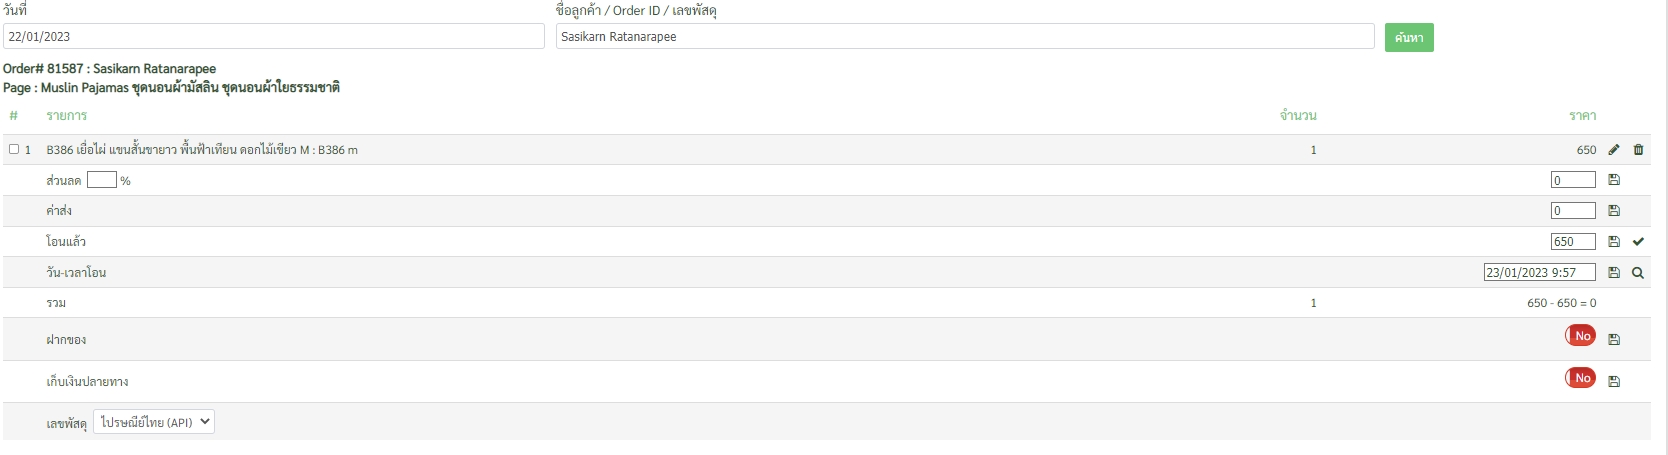 วันที่
ชื่อลูกค้า / Order ID / เลขพัสดุ
22/01/2023
Sasikarn Ratanarapee
ค้นหา
Order# 81587 : Sasikarn Ratanarapee
Page : Muslin Pajamas ชุดนอนผ้ามัสลิน ชุดนอนผ้าใยธรรมชาติ
# รายการ จำนวน ราคา
1 B386 เยื่อไผ่ แขนสั้นขายาว พื้นฟ้าเทียน ดอกไม้เขียว M : B386 m 1 650
ส่วนลด % 0
ค่าส่ง 0
โอนแล้ว 650
วัน-เวลาโอน 23/01/2023 9:57
รวม 1 650 - 650 = 0
ฝากของ No
เก็บเงินปลายทาง No
เลขพัสดุ ไปรษณีย์ไทย (API)